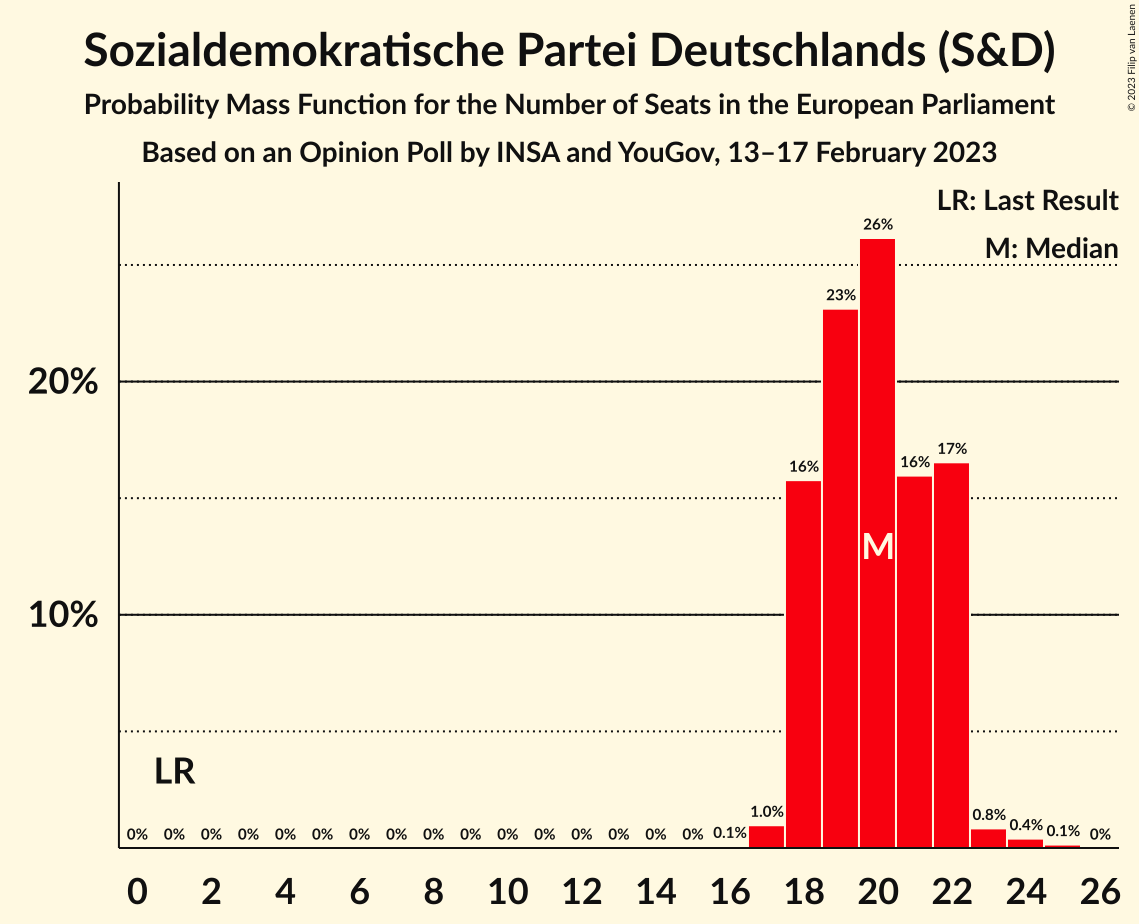 Sozialdemokratische Partei Deutschlands (S&D)
Probability Mass Function for the Number of Seats in the European Parliament
Based on an Opinion Poll by INSA and YouGov, 13–17 February 2023
© 2023 Filip van Laenen
LR: Last Result
M: Median
26%
23%
20%
17%
16%
16%
M
10%
LR
1.0%
0.8%
0.4%
0% 0% 0% 0% 0% 0% 0% 0% 0% 0% 0% 0% 0% 0% 0% 0% 0.1% 0.1% 0%
0 2 4 6 8 10 12 14 16 18 20 22 24 26